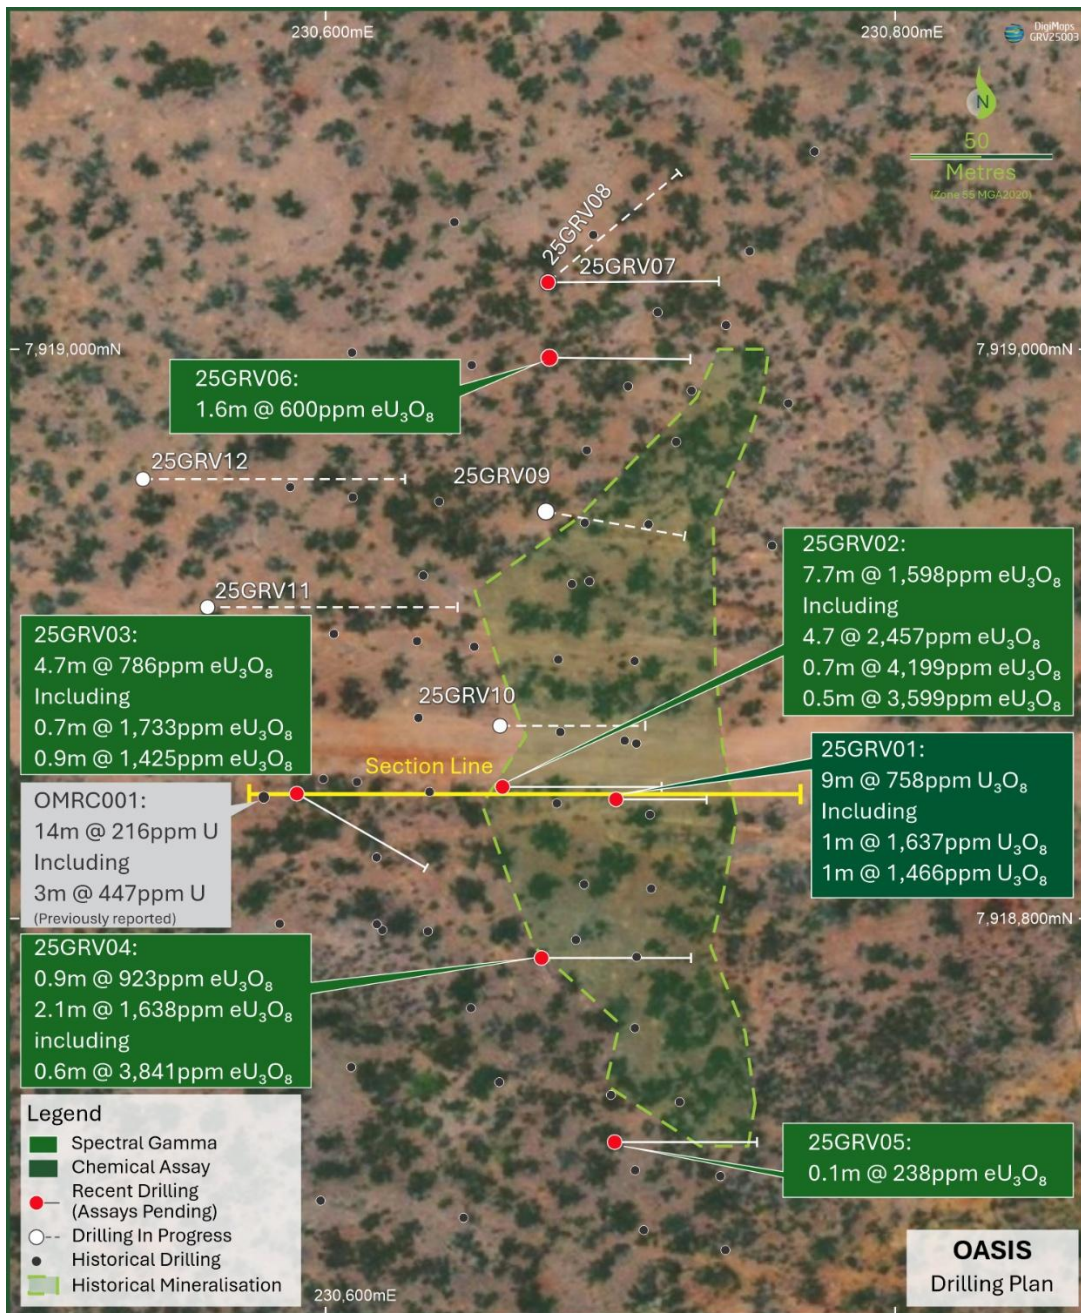 230,600mE
230,800mE
DigiMaps
GRV25003
N
50
Metres
(Zone 55 MGA2020)
25GRV08
25GRV07
7,919,000mN
7,919,000mN
25GRV06:
1.6m @ 600ppm eU₃O₈
25GRV12
25GRV09
25GRV02:
7.7m @ 1,598ppm eU₃O₈
Including
4.7 @ 2,457ppm eU₃O₈
0.7m @ 4,199ppm eU₃O₈
0.5m @ 3,599ppm eU₃O₈
25GRV11
25GRV03:
4.7m @ 786ppm eU₃O₈
Including
0.7m @ 1,733ppm eU₃O₈
0.9m @ 1,425ppm eU₃O₈
25GRV10
Section Line
25GRV01:
9m @ 758ppm U₃O₈
Including
1m @ 1,637ppm U₃O₈
1m @ 1,466ppm U₃O₈
OMRC001:
14m @ 216ppm U
Including
3m @ 447ppm U
(Previously reported)
7,918,800mN
25GRV04:
0.9m @ 923ppm eU₃O₈
2.1m @ 1,638ppm eU₃O₈
including
0.6m @ 3,841ppm eU₃O₈
25GRV05:
0.1m @ 238ppm eU₃O₈
Legend
Spectral Gamma
Chemical Assay
Recent Drilling
(Assays Pending)
Drilling In Progress
Historical Drilling
Historical Mineralisation
230,600mE
OASIS
Drilling Plan